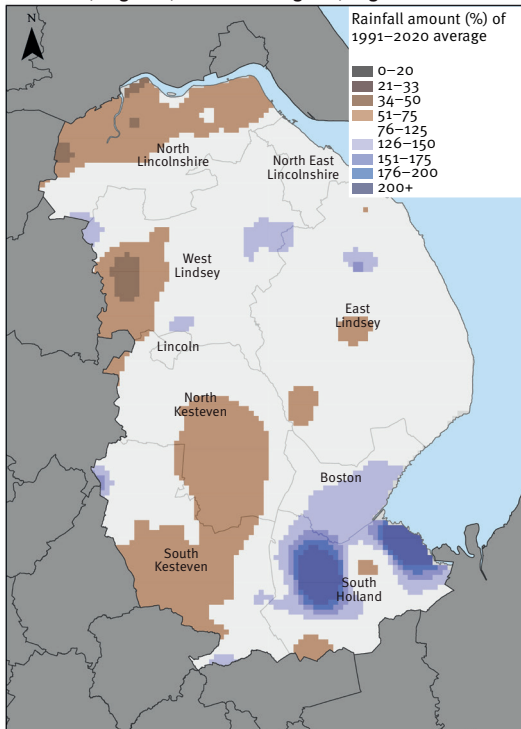 N
Rainfall amount (%) of
1991–2020 average
0–20
21–33
34–50
51–75
76–125
126–150
151–175
176–200
200+
North
Lincolnshire
North East
Lincolnshire
West
Lindsey
East
Lindsey
Lincoln
North
Kesteven
Boston
South
Kesteven
South
Holland